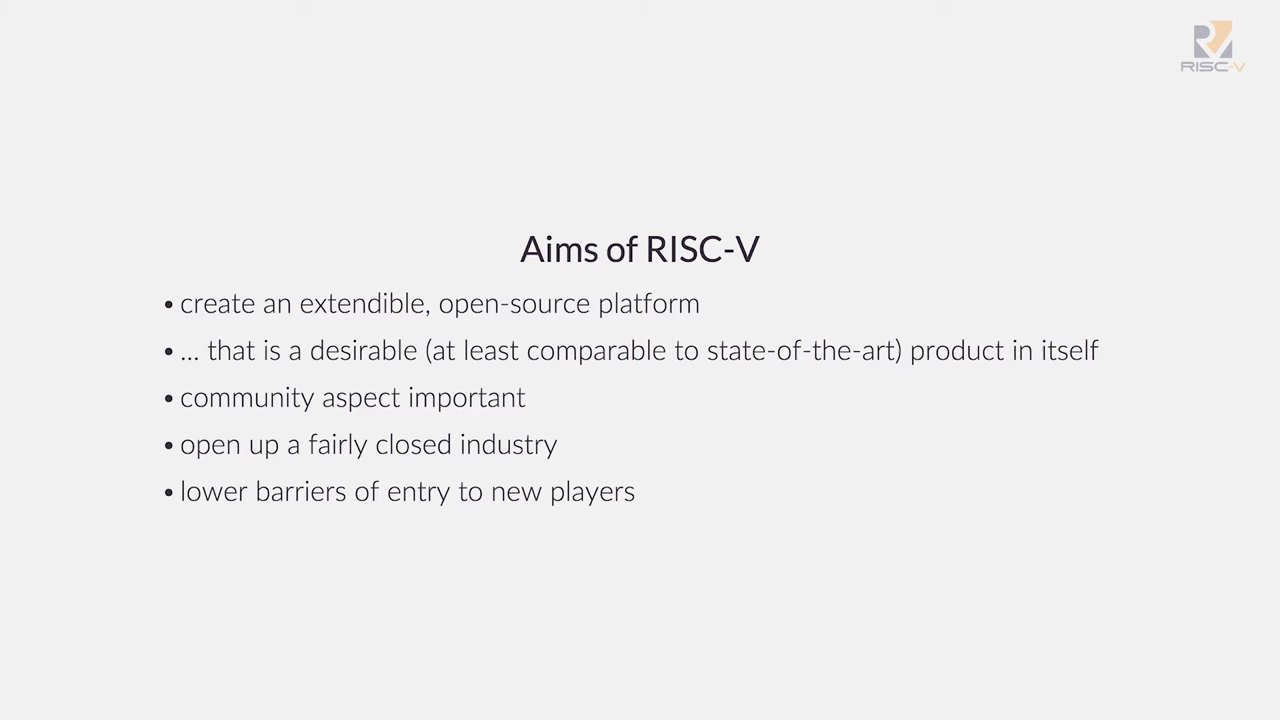 RISC-V
Aims of RISC-V
• create an extendible, open-source platform
• ... that is a desirable (at least comparable to state-of-the-art) product in itself
• community aspect important
• open up a fairly closed industry
• lower barriers of entry to new players